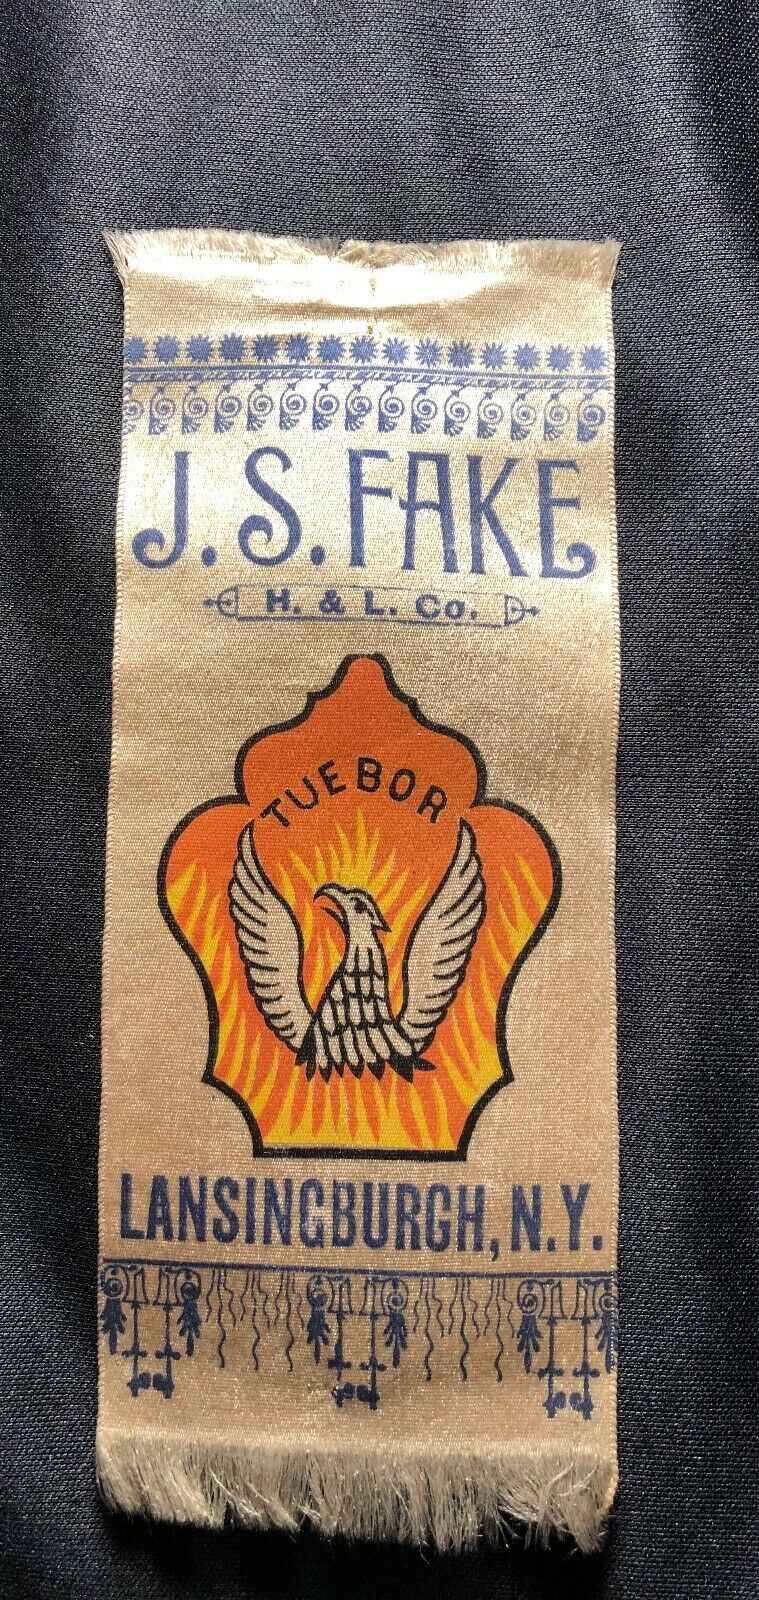 J. S. FAKE
H. & L. Co.
TUEBOR
LANSINGBURGH, N.Y.